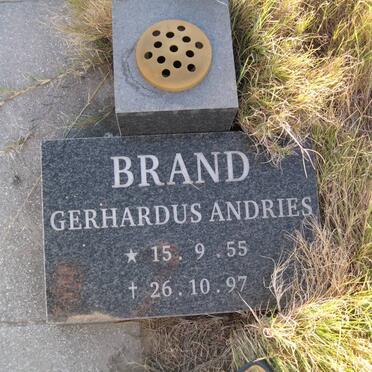 BRAND
GERHARDUS ANDRIES
★ 15 . 9 . 55
† 26 . 10 . 97